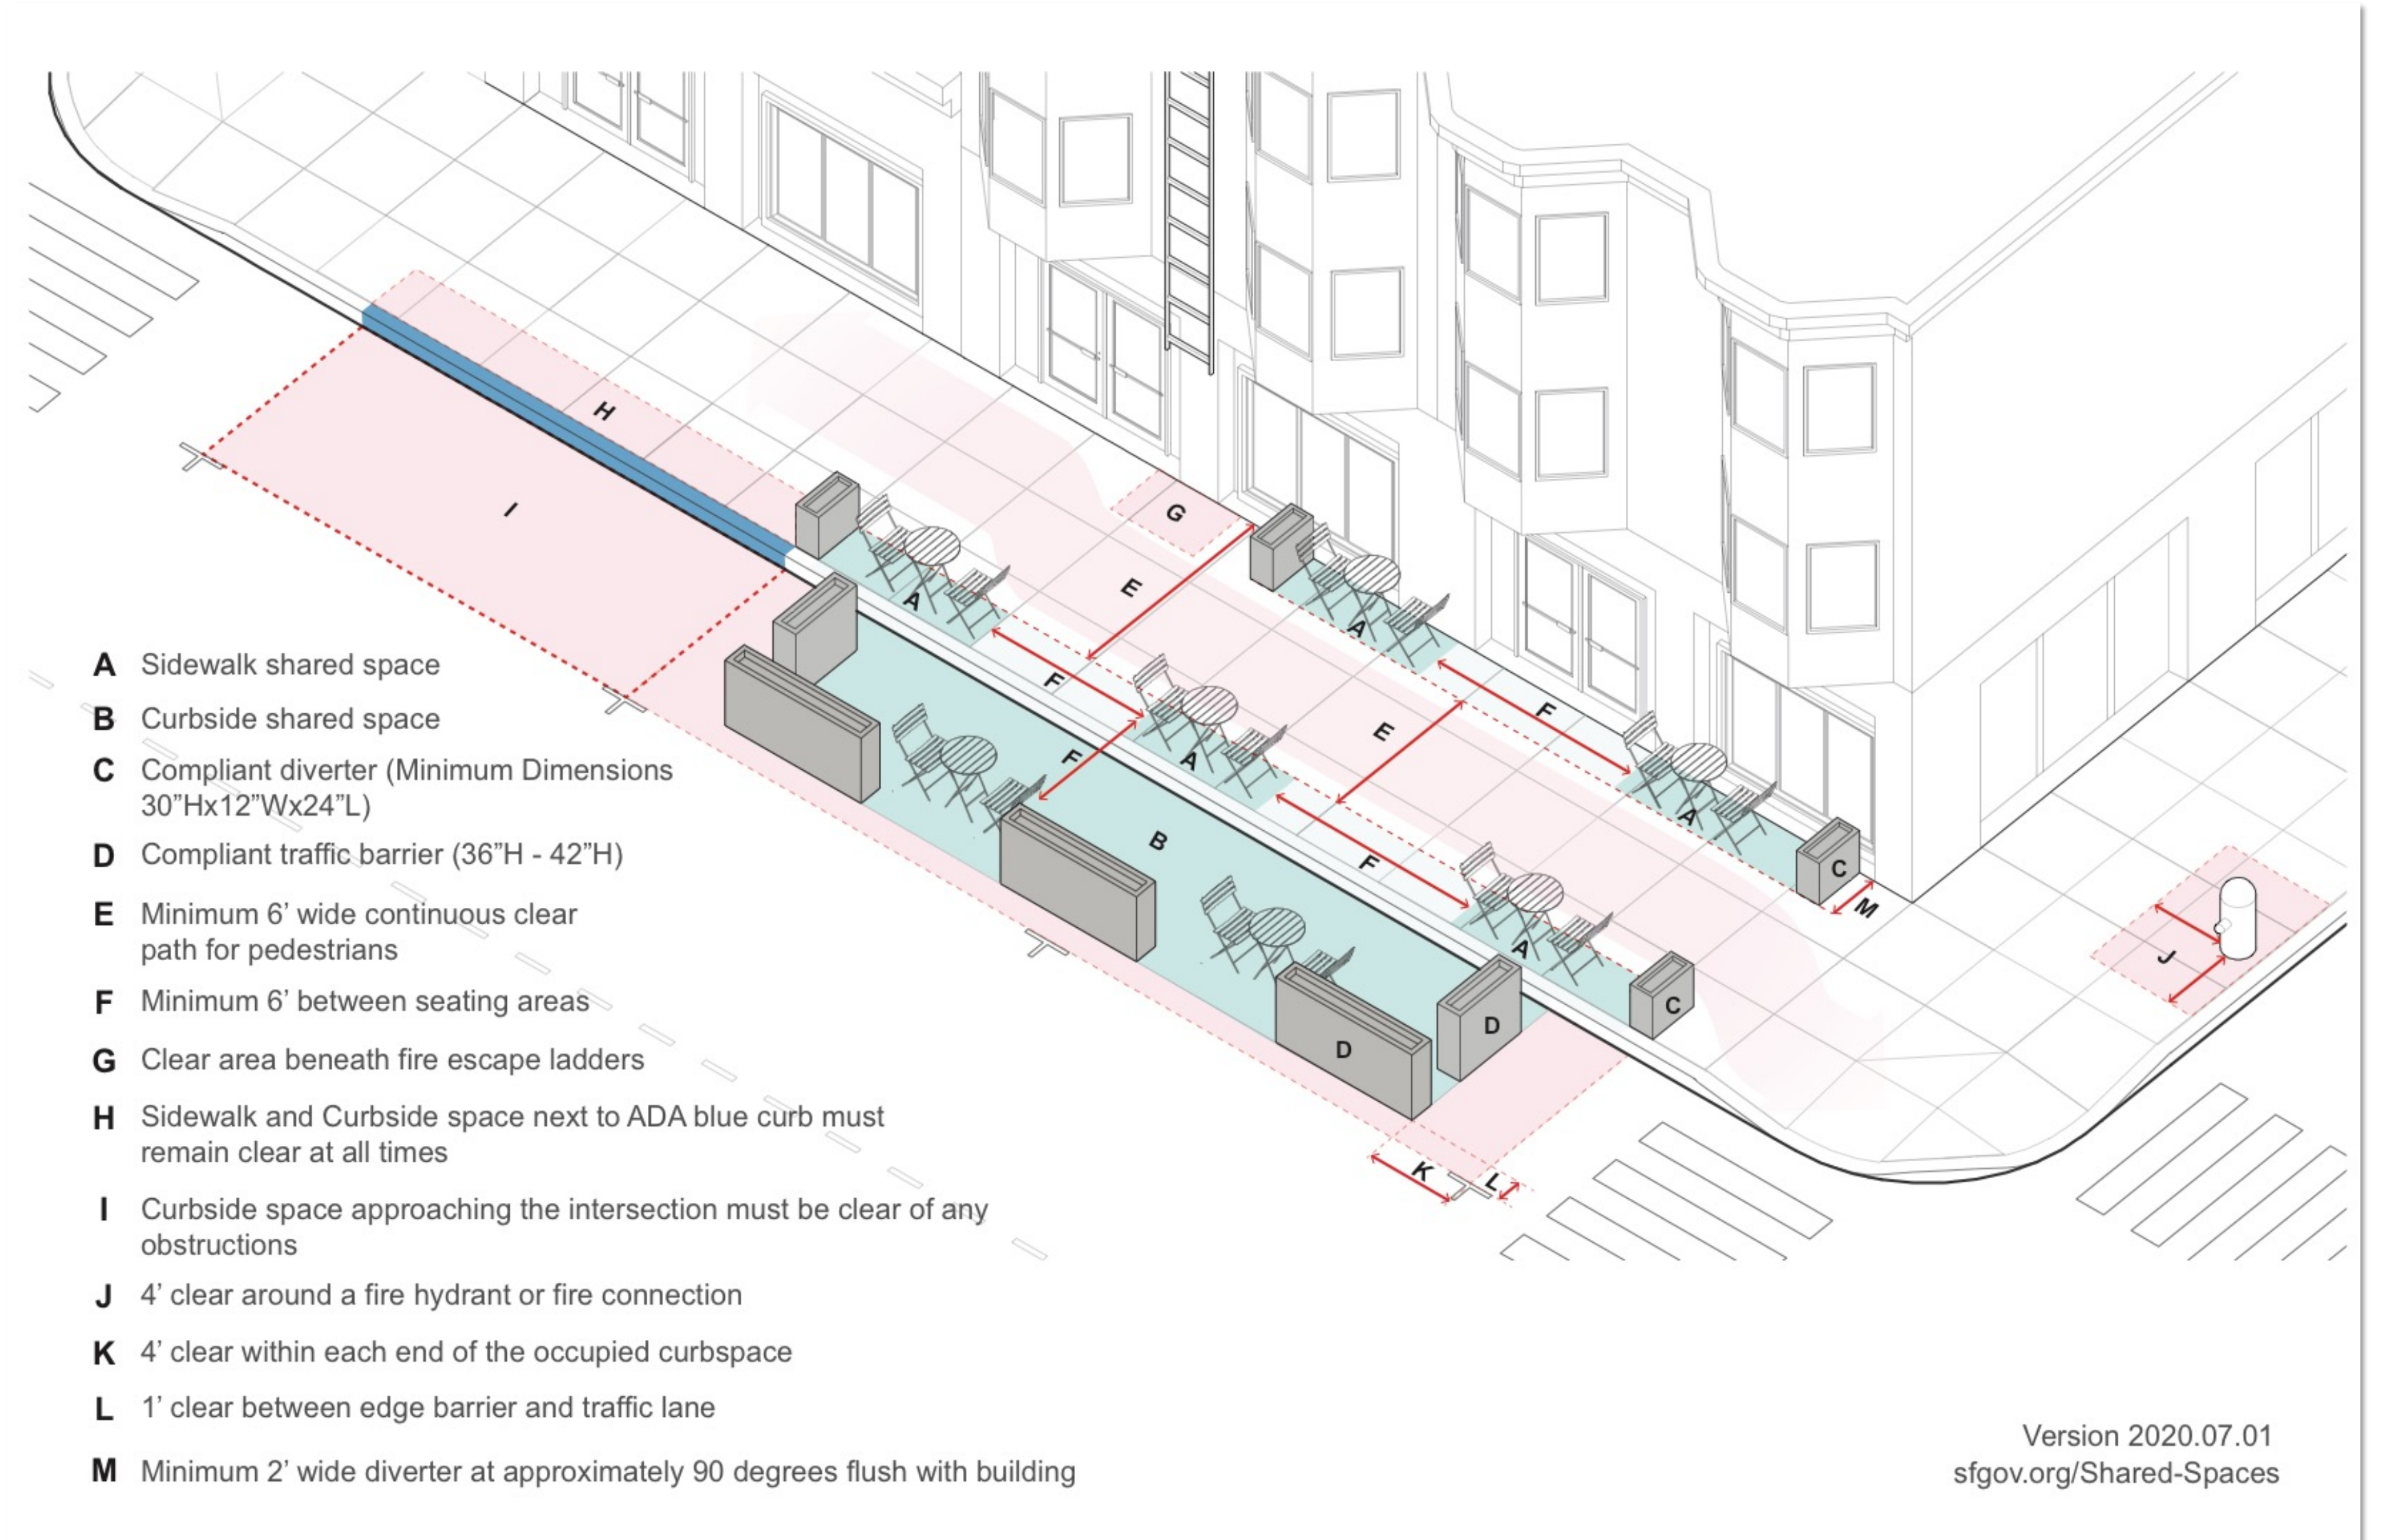 H
I
G
E
A
A
F
F
E
F
A
F
B
F
A
A
C
M
J
C
D
D
K
L
A Sidewalk shared space
B Curbside shared space
C Compliant diverter (Minimum Dimensions
30”Hx12”Wx24”L)
D Compliant traffic barrier (36”H - 42”H)
E Minimum 6’ wide continuous clear
path for pedestrians
F Minimum 6’ between seating areas
G Clear area beneath fire escape ladders
H Sidewalk and Curbside space next to ADA blue curb must
remain clear at all times
I Curbside space approaching the intersection must be clear of any
obstructions
J 4’ clear around a fire hydrant or fire connection
K 4’ clear within each end of the occupied curbspace
L 1’ clear between edge barrier and traffic lane
M Minimum 2’ wide diverter at approximately 90 degrees flush with building
Version 2020.07.01
sfgov.org/Shared-Spaces